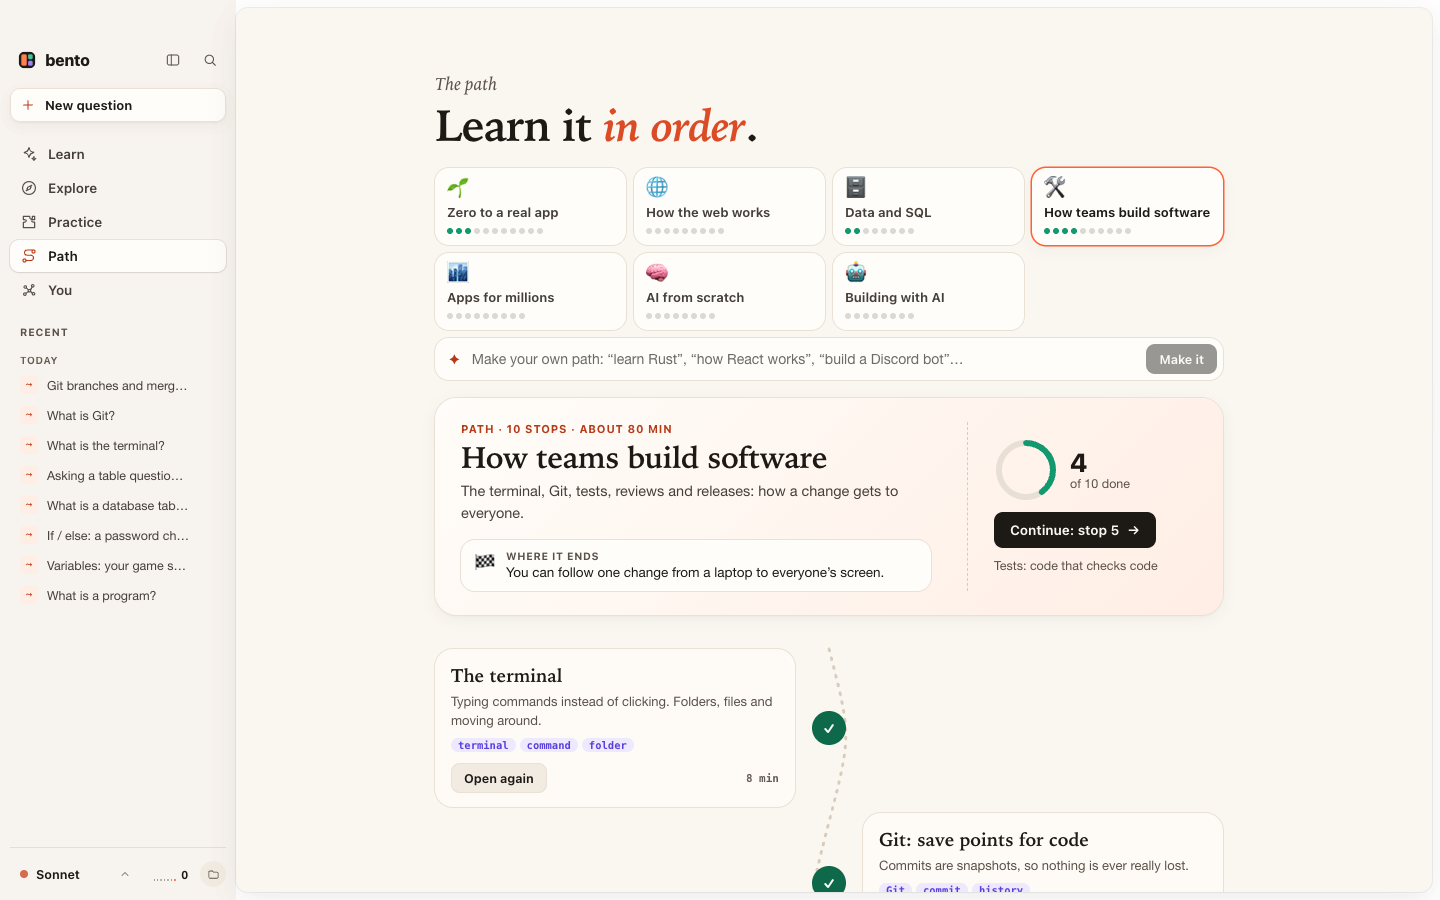 bento
New question
Learn
Explore
Practice
Path
You
RECENT
TODAY
Git branches and merg…
What is Git?
What is the terminal?
Asking a table questio…
What is a database tab…
If / else: a password ch…
Variables: your game s…
What is a program?
Sonnet
0
The path
Learn it in order.
Zero to a real app
How the web works
Data and SQL
How teams build software
Apps for millions
AI from scratch
Building with AI
Make your own path: “learn Rust”, “how React works”, “build a Discord bot”…
Make it
PATH · 10 STOPS · ABOUT 80 MIN
How teams build software
The terminal, Git, tests, reviews and releases: how a change gets to
everyone.
WHERE IT ENDS
You can follow one change from a laptop to everyone’s screen.
4
of 10 done
Continue: stop 5 →
Tests: code that checks code
The terminal
Typing commands instead of clicking. Folders, files and
moving around.
terminal command folder
Open again
8 min
Git: save points for code
Commits are snapshots, so nothing is ever really lost.
Git commit history